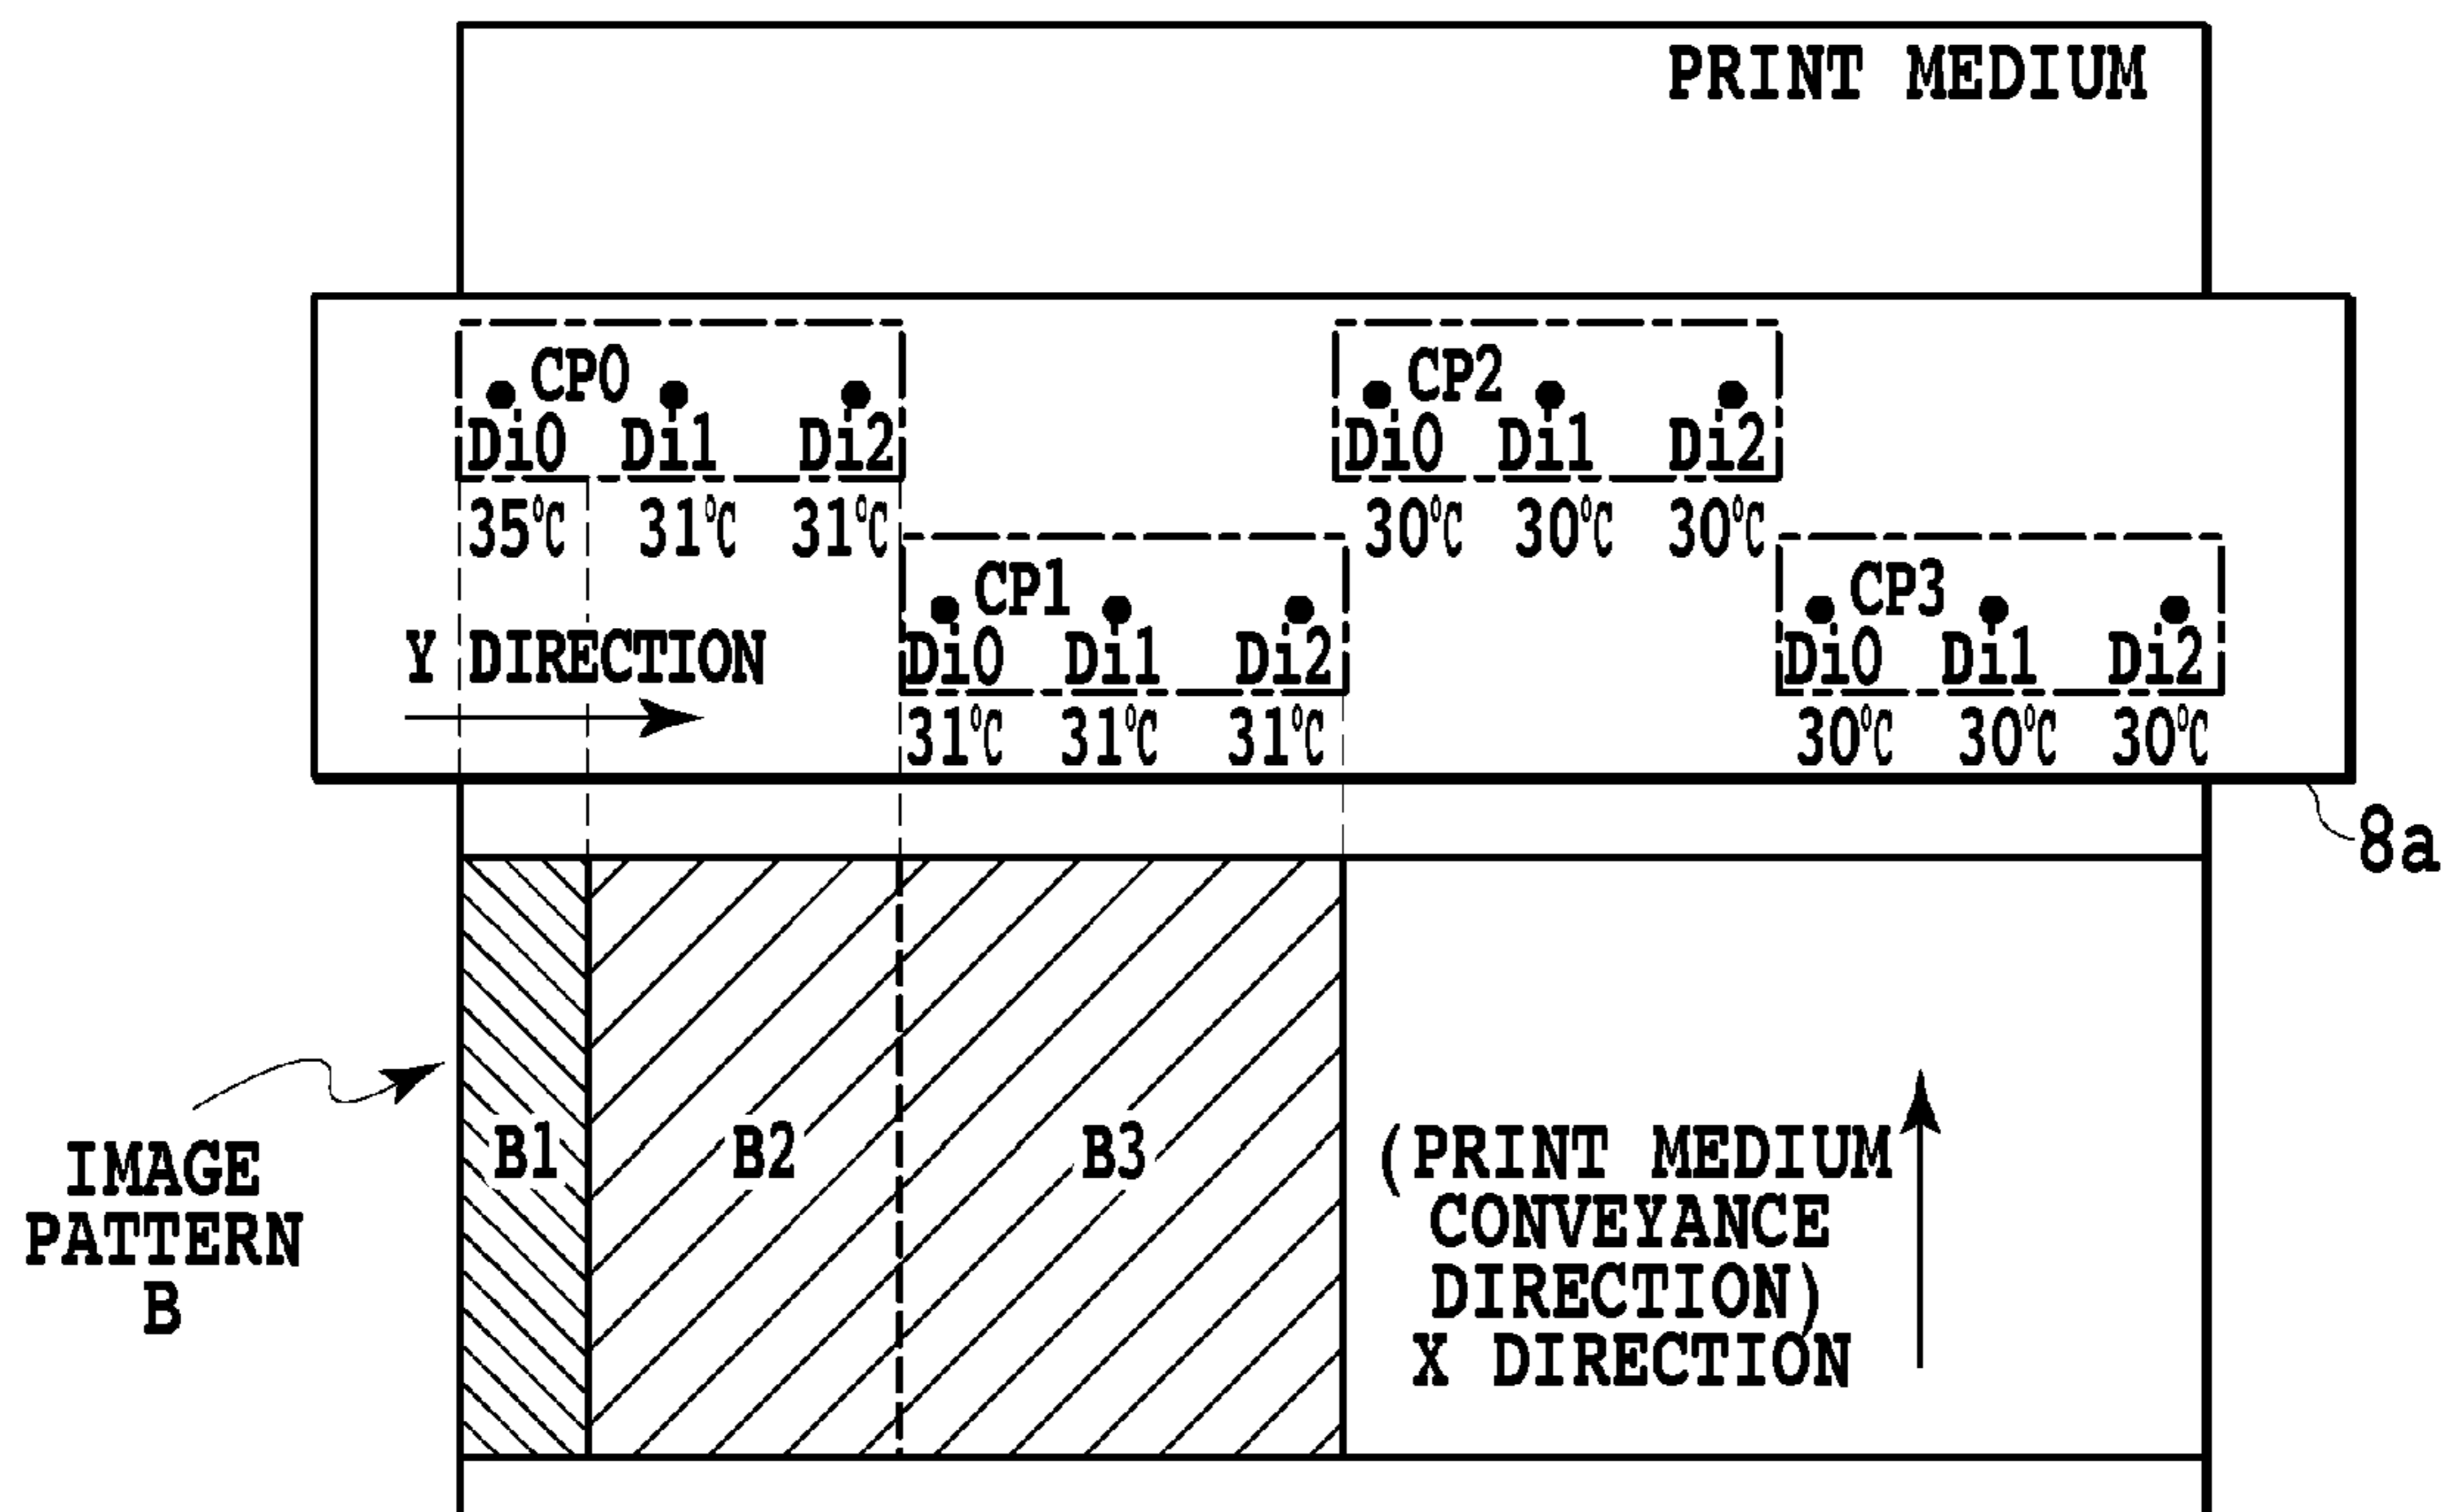 PRINT MEDIUM
CP0
CP2
Di0 Di1 Di2
Di0 Di1 Di2
35°C 31°C 31°C
30°C 30°C 30°C
CP1
CP3
Y DIRECTION
Di0 Di1 Di2
Di0 Di1 Di2
31°C 31°C 31°C
30°C 30°C 30°C
8a
B1
B2
B3
IMAGE
PATTERN
B
(PRINT MEDIUM
CONVEYANCE
DIRECTION)
X DIRECTION